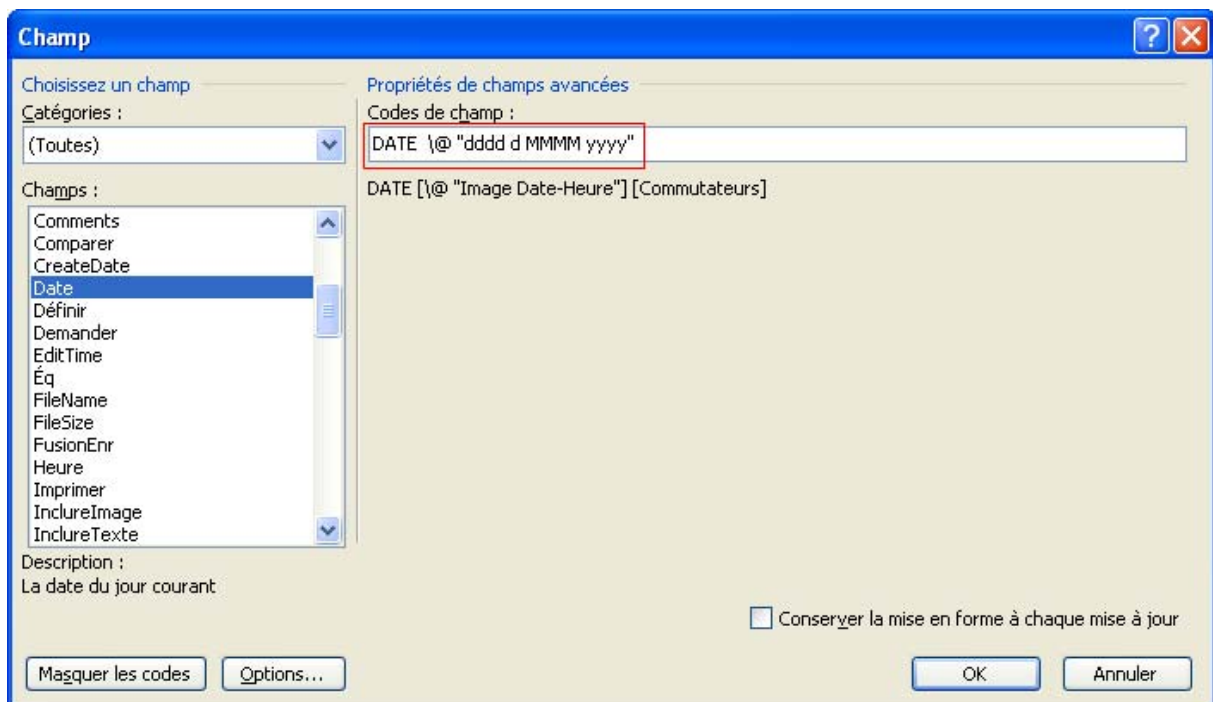 Champ
Choisissez un champ
Catégories :
(Toutes)
Champs :
Comments
Comparer
CreateDate
Date
Définir
Demander
EditTime
Éq
FileName
FileSize
FusionEnr
Heure
Imprimer
InclureImage
InclureTexte
Description :
La date du jour courant
Propriétés de champs avancées
Codes de champ :
DATE  \@ "dddd d MMMM yyyy"
DATE [\@ "Image Date-Heure"] [Commutateurs]
Conserver la mise en forme à chaque mise à jour
Masquer les codes
Options...
OK
Annuler